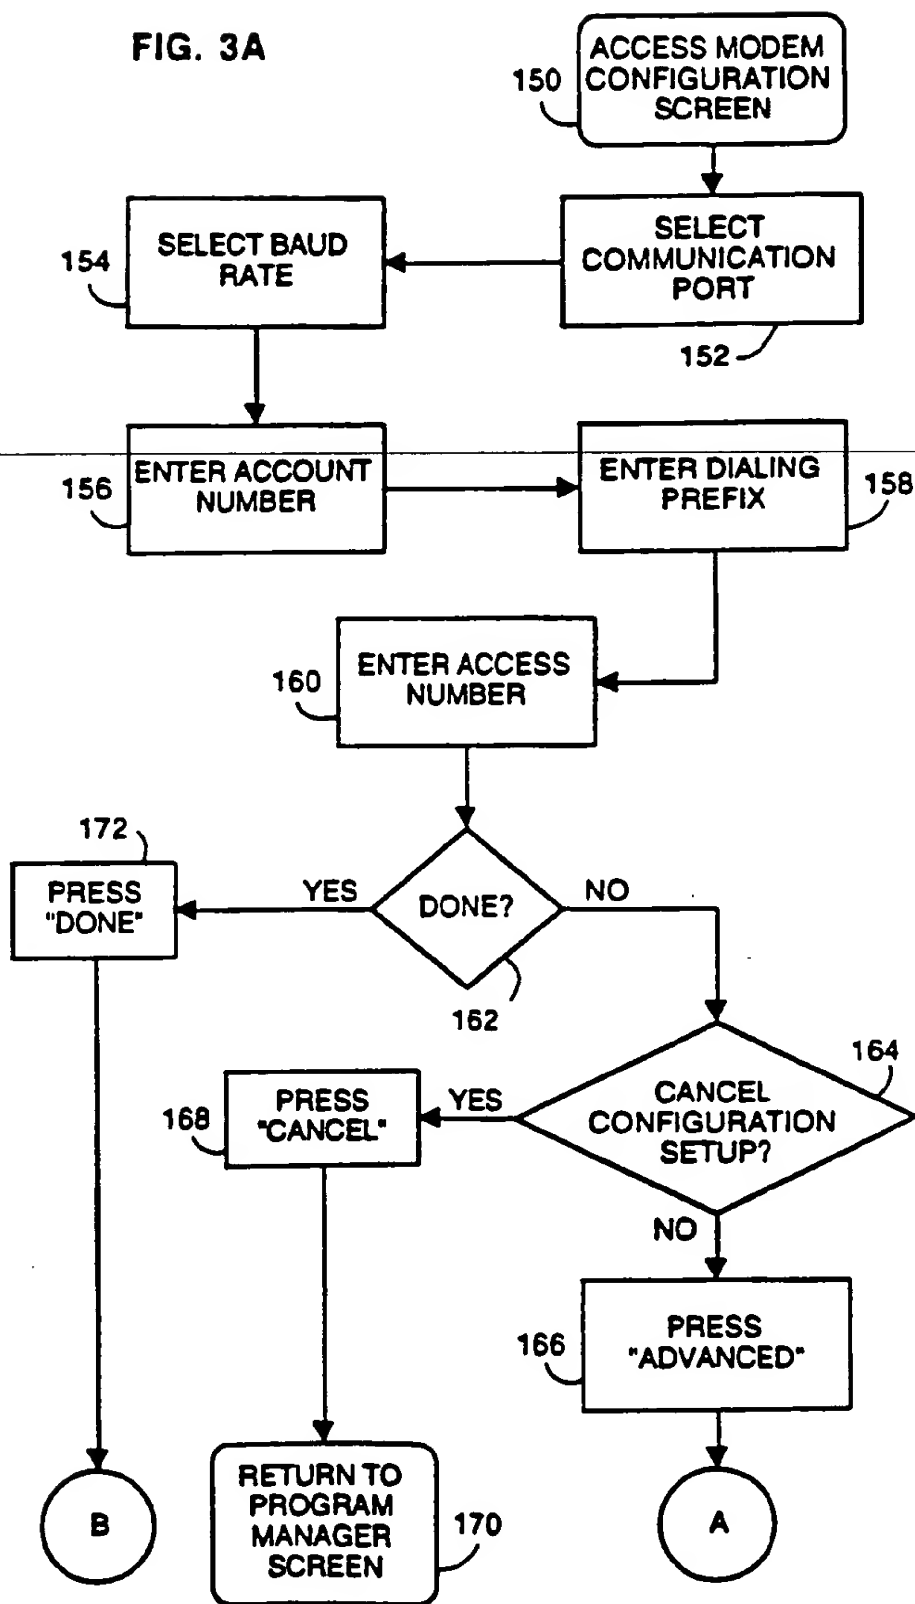 FIG. 3A
ACCESS MODEM
CONFIGURATION
SCREEN
150
SELECT
COMMUNICATION
PORT
152
SELECT BAUD
RATE
154
ENTER ACCOUNT
NUMBER
156
ENTER DIALING
PREFIX
158
ENTER ACCESS
NUMBER
160
DONE?
162
YES
NO
172
PRESS
"DONE"
164
CANCEL
CONFIGURATION
SETUP?
YES
NO
PRESS
"CANCEL"
168
PRESS
"ADVANCED"
166
B
RETURN TO
PROGRAM
MANAGER
SCREEN
170
A